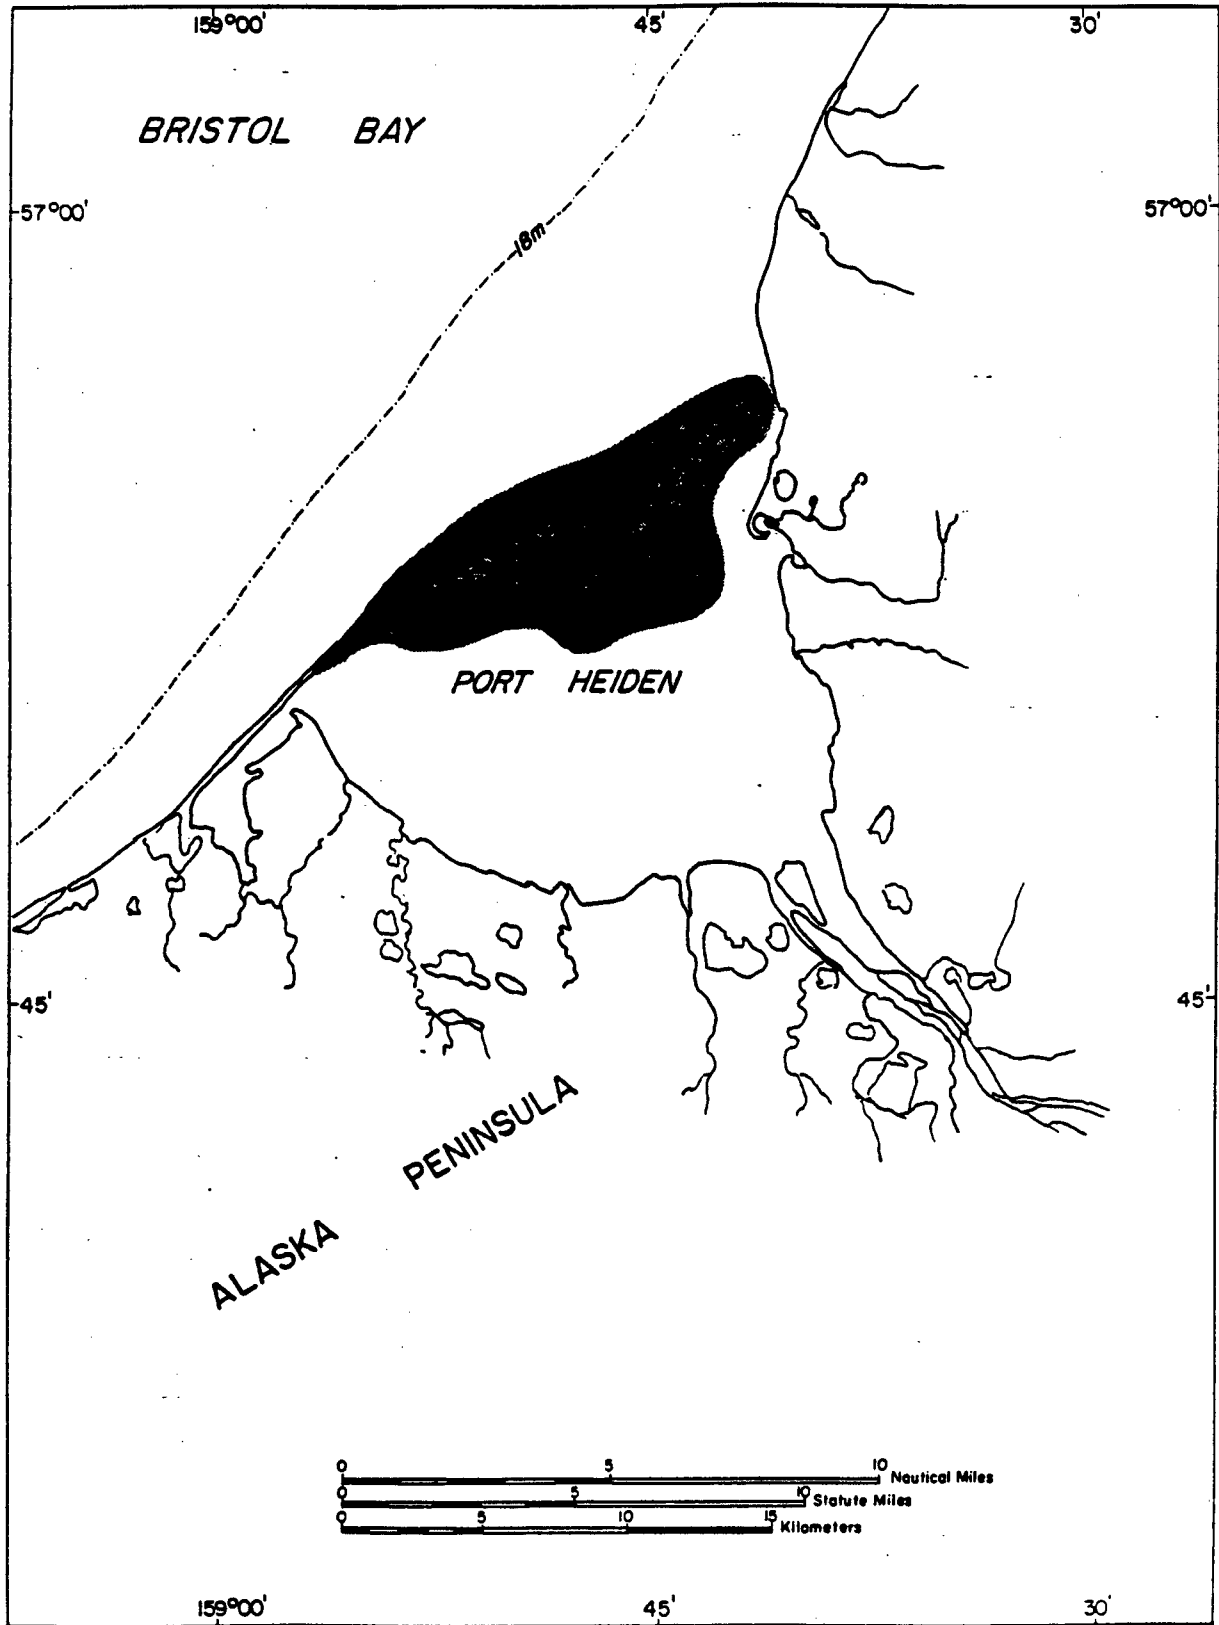 159°00' 45' 30'
BRISTOL BAY
57°00' 57°00'
18m
PORT HEIDEN
45' 45'
ALASKA PENINSULA
0 5 10 Nautical Miles
0 5 10 Statute Miles
0 5 10 15 Kilometers
159°00' 45' 30'